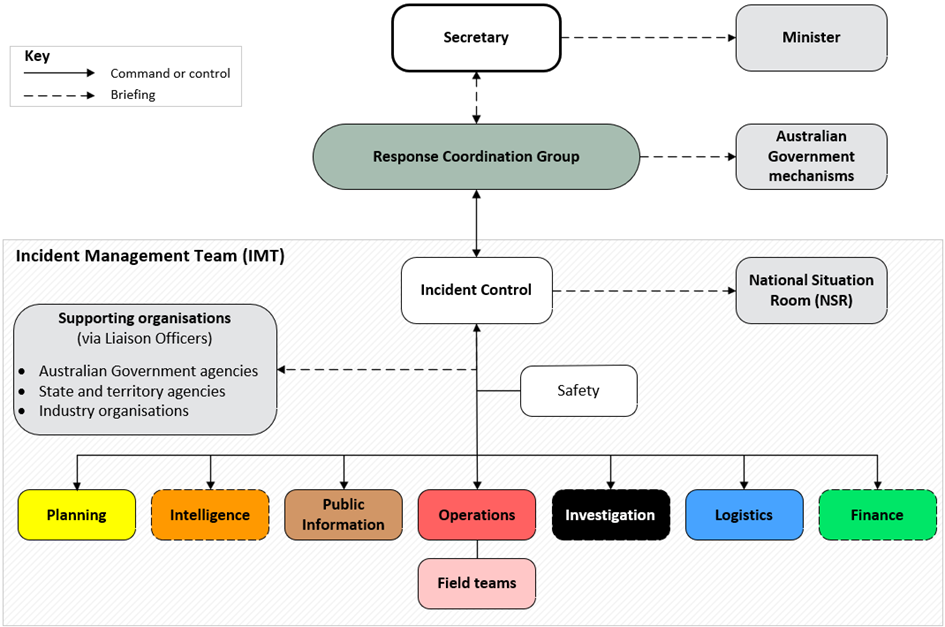 Secretary
Minister
Key
Command or control
Briefing
Response Coordination Group
Australian
Government
mechanisms
Incident Management Team (IMT)
Incident Control
National Situation
Room (NSR)
Supporting organisations
(via Liaison Officers)
• Australian Government agencies
• State and territory agencies
• Industry organisations
Safety
Planning
Intelligence
Public
Information
Operations
Investigation
Logistics
Finance
Field teams